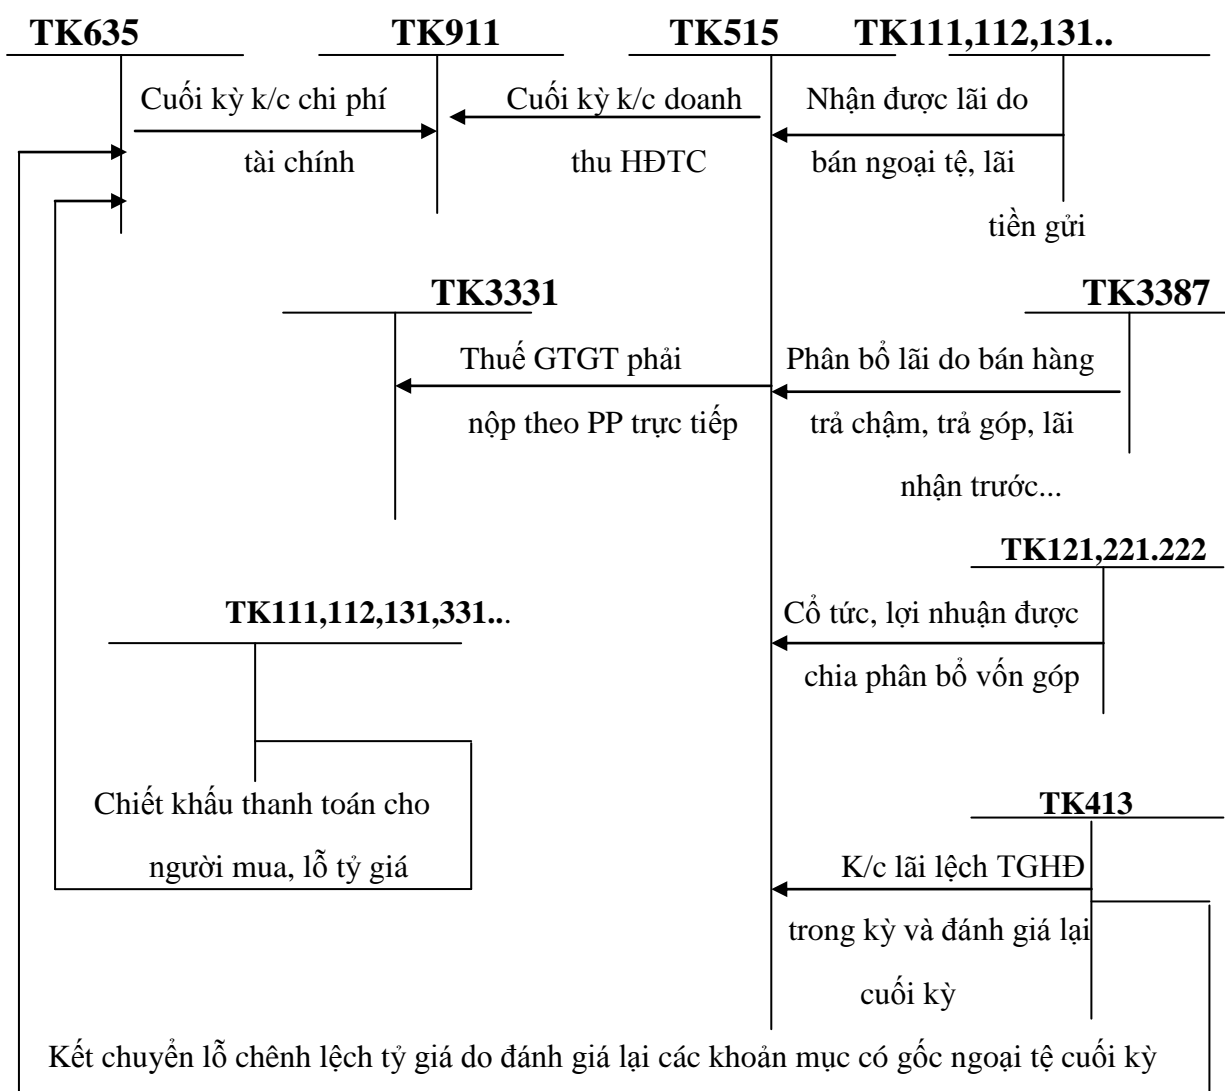 TK635 TK911 TK515 TK111,112,131..
Cuối kỳ k/c chi phí
tài chính
Cuối kỳ k/c doanh
thu HĐTC
Nhận được lãi do
bán ngoại tệ, lãi
tiền gửi
TK3331 TK3387
Thuế GTGT phải
nộp theo PP trực tiếp
Phân bổ lãi do bán hàng
trả chậm, trả góp, lãi
nhận trước...
TK121,221.222
Cổ tức, lợi nhuận được
chia phân bổ vốn góp
TK111,112,131,331...
Chiết khấu thanh toán cho
người mua, lỗ tỷ giá
TK413
K/c lãi lệch TGHĐ
trong kỳ và đánh giá lại
cuối kỳ
Kết chuyển lỗ chênh lệch tỷ giá do đánh giá lại các khoản mục có gốc ngoại tệ cuối kỳ